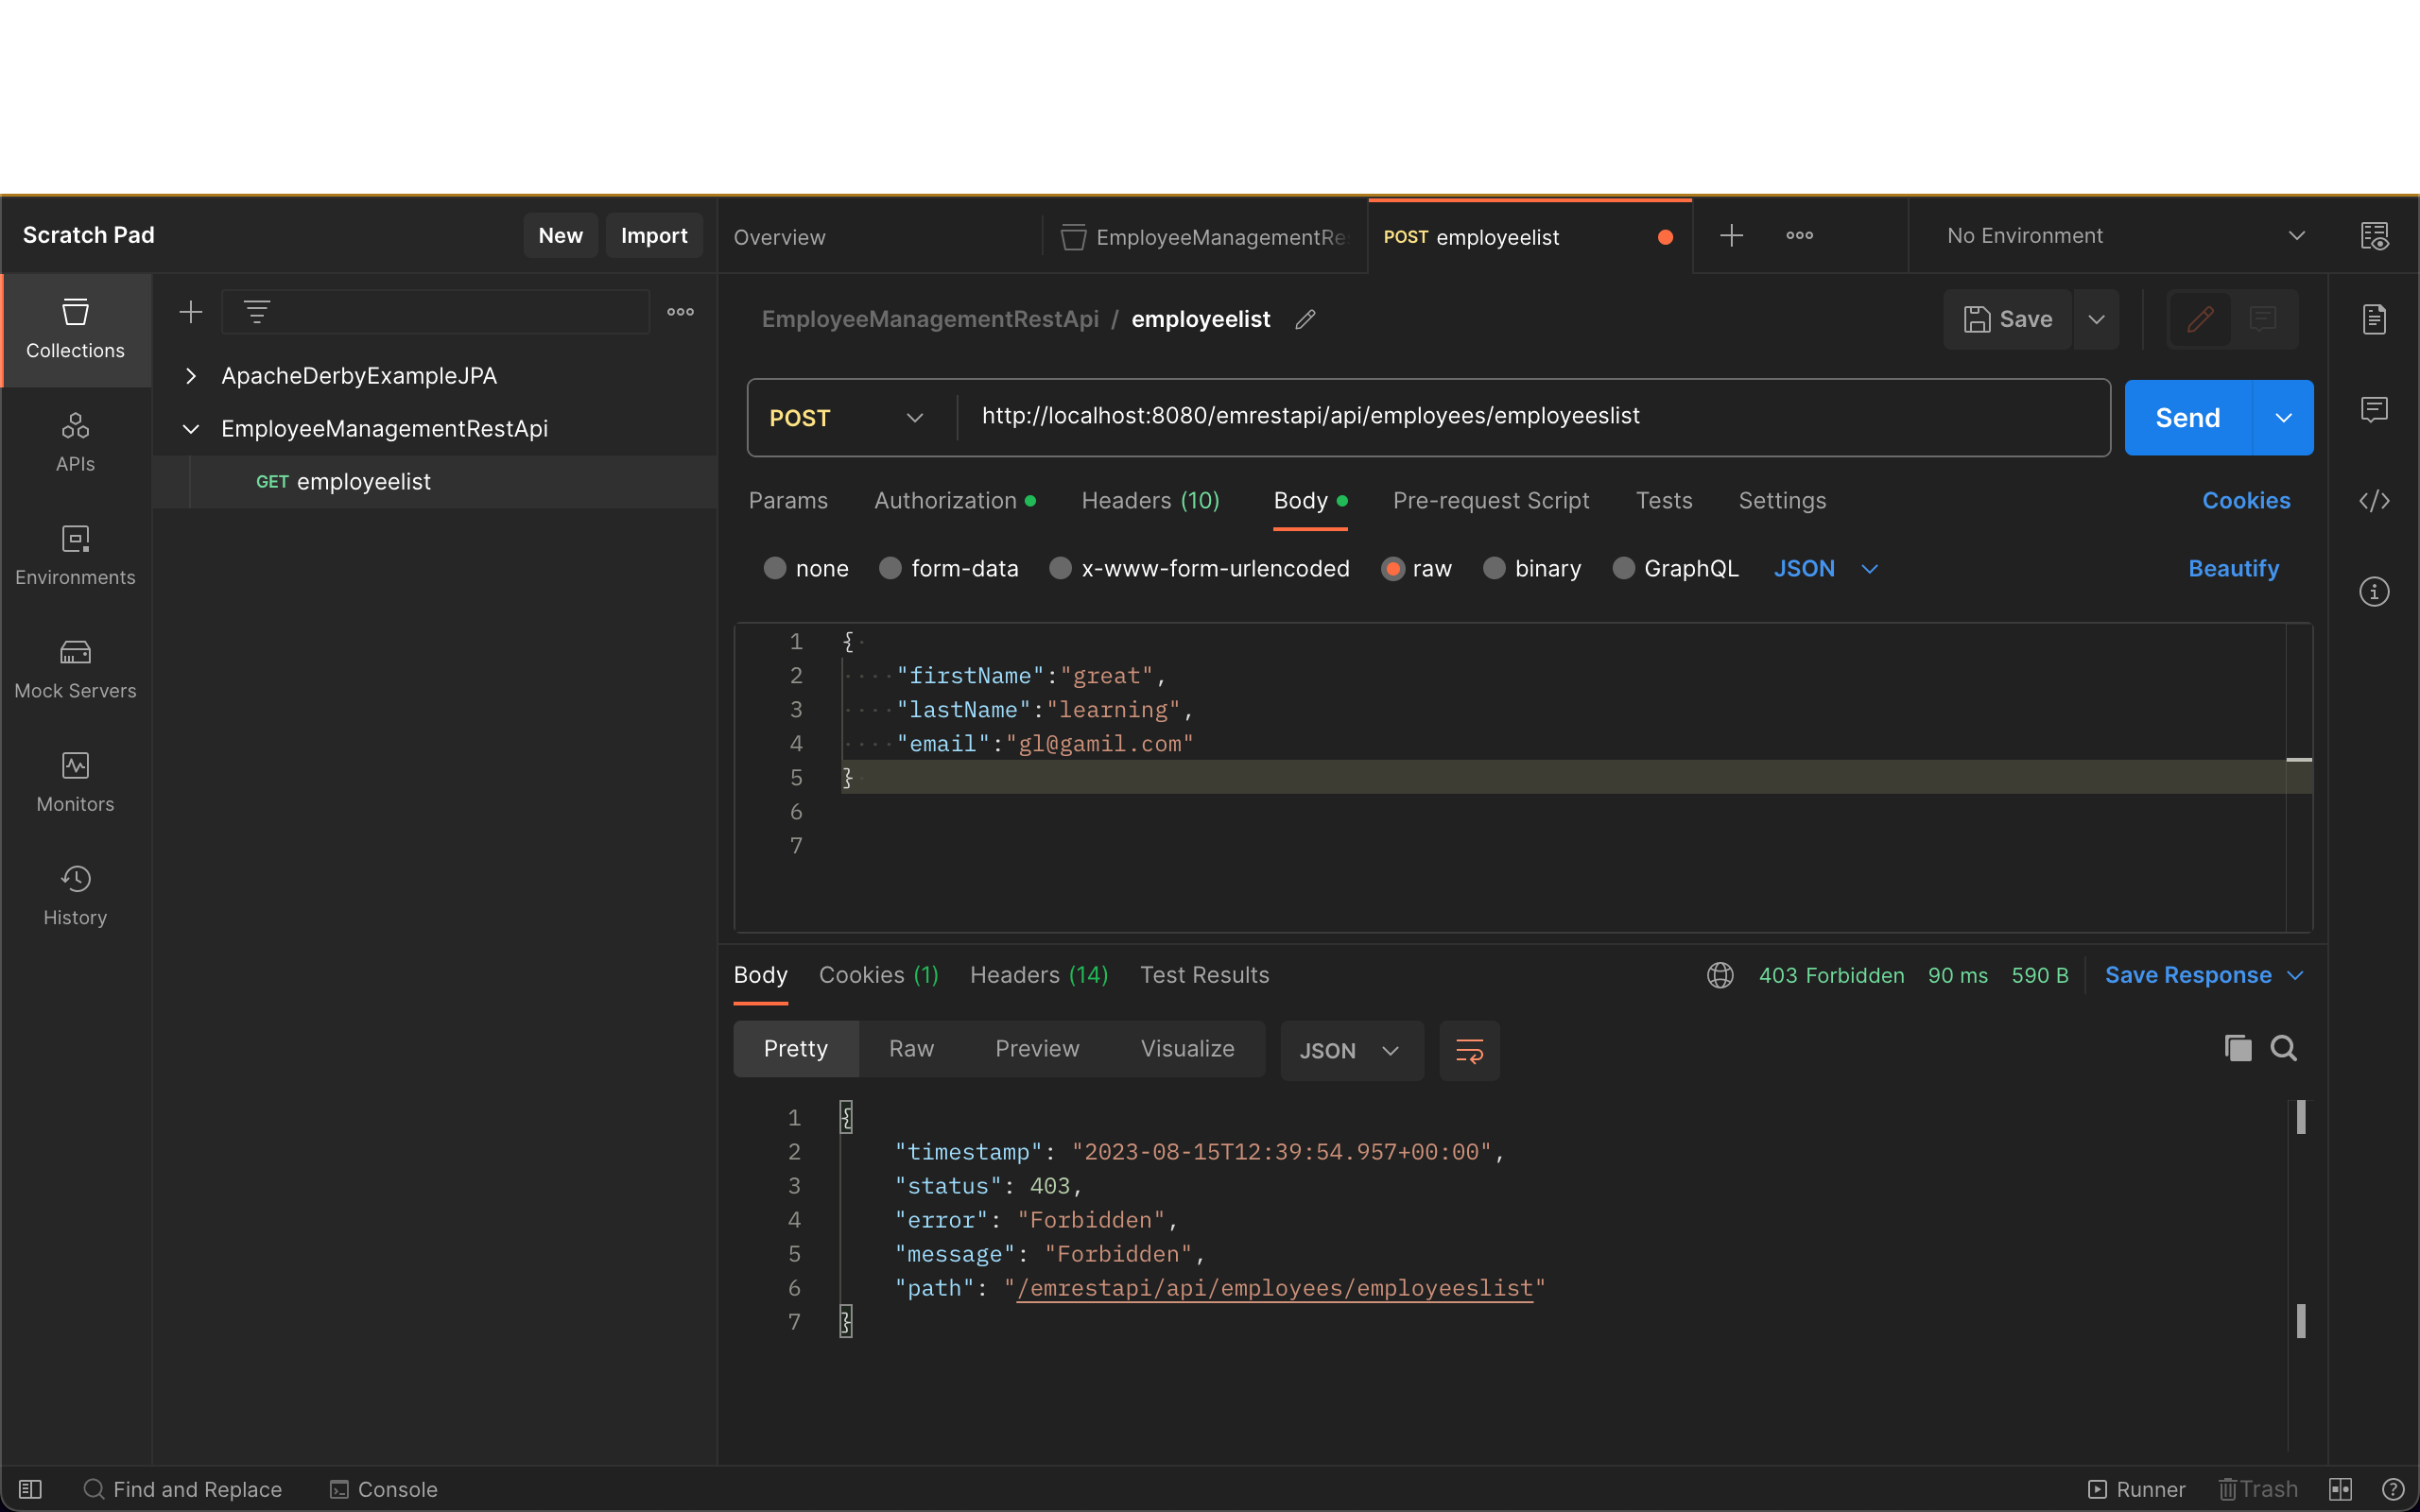 Scratch Pad
New
Import
Overview
EmployeeManagementRe
POST employeelist
No Environment
Collections
APIs
Environments
Mock Servers
Monitors
History
ApacheDerbyExampleJPA
EmployeeManagementRestApi
GET employeelist
EmployeeManagementRestApi / employeelist
Save
POST
http://localhost:8080/emrestapi/api/employees/employeeslist
Send
Params
Authorization
Headers (10)
Body
Pre-request Script
Tests
Settings
Cookies
none
form-data
x-www-form-urlencoded
raw
binary
GraphQL
JSON
Beautify
1 {
2 "firstName":"great",
3 "lastName":"learning",
4 "email":"gl@gamil.com"
5 }
6
7
Body
Cookies (1)
Headers (14)
Test Results
403 Forbidden
90 ms
590 B
Save Response
Pretty
Raw
Preview
Visualize
JSON
1 {
2 "timestamp": "2023-08-15T12:39:54.957+00:00",
3 "status": 403,
4 "error": "Forbidden",
5 "message": "Forbidden",
6 "path": "/emrestapi/api/employees/employeeslist"
7 }
Find and Replace
Console
Runner
Trash